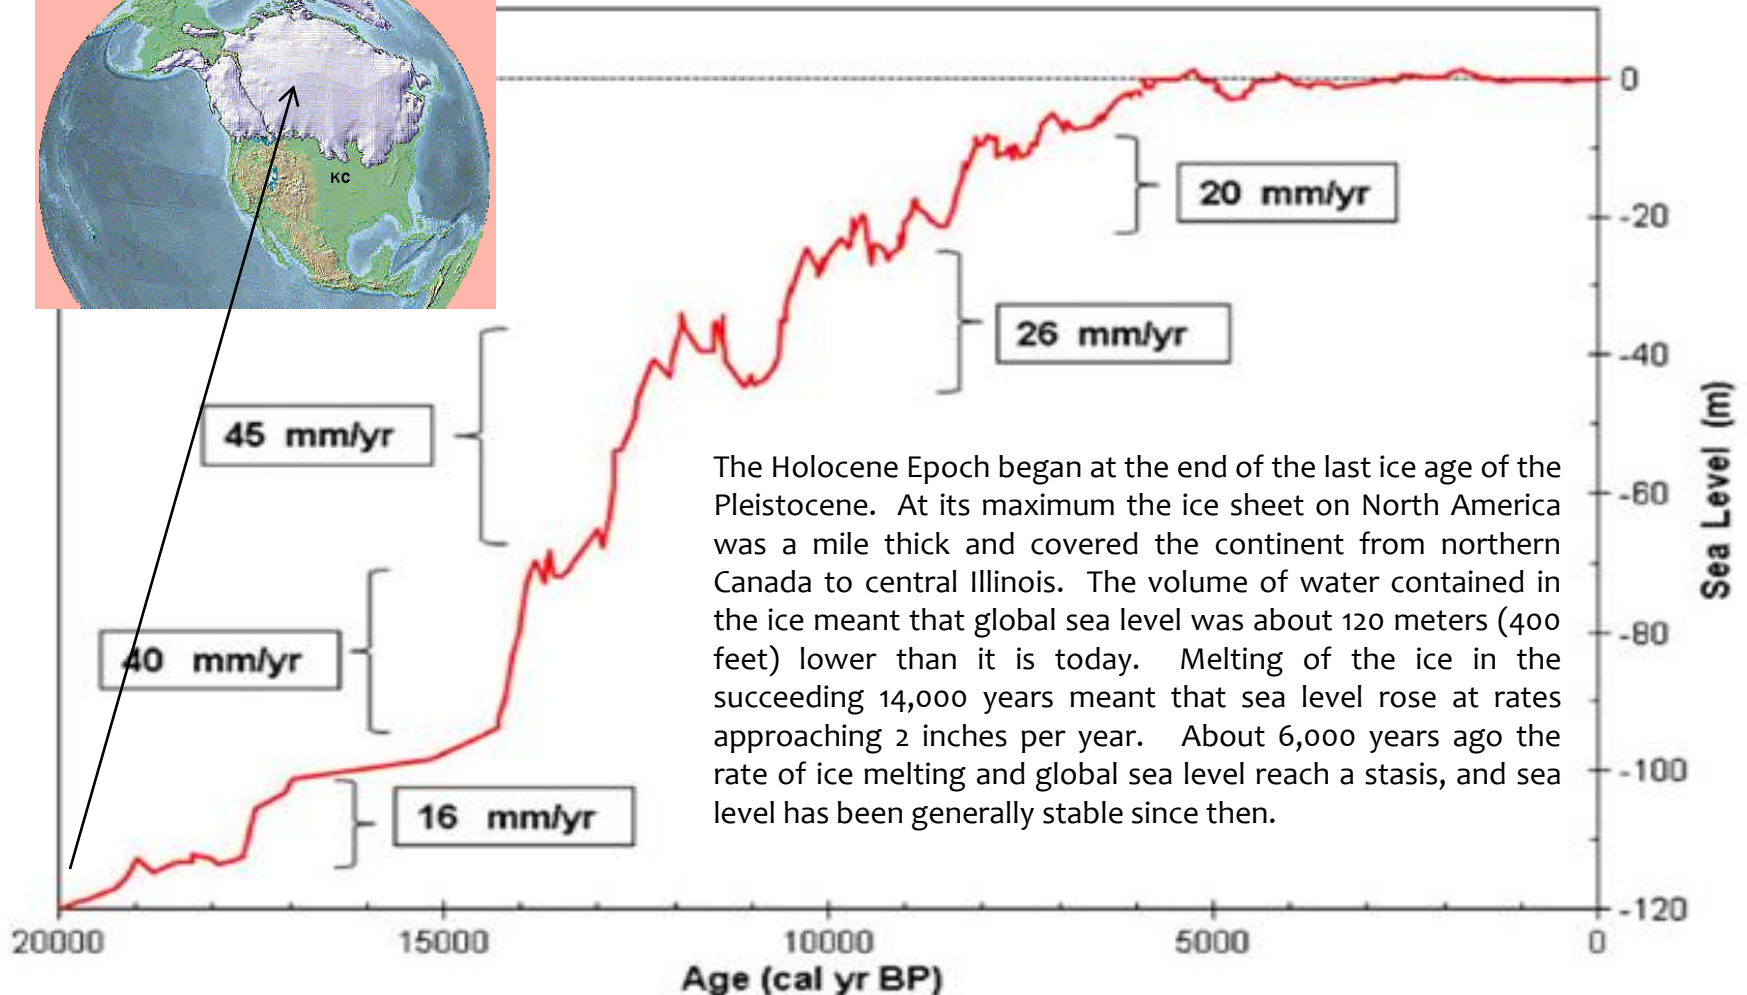 KC
0
20 mm/yr
-20
26 mm/yr
-40
45 mm/yr
The Holocene Epoch began at the end of the last ice age of the
Pleistocene. At its maximum the ice sheet on North America
was a mile thick and covered the continent from northern
Canada to central Illinois. The volume of water contained in
the ice meant that global sea level was about 120 meters (400
feet) lower than it is today. Melting of the ice in the
succeeding 14,000 years meant that sea level rose at rates
approaching 2 inches per year. About 6,000 years ago the
rate of ice melting and global sea level reach a stasis, and sea
level has been generally stable since then.
-60
Sea Level (m)
-80
40 mm/yr
-100
16 mm/yr
-120
20000 15000 10000 5000 0
Age (cal yr BP)